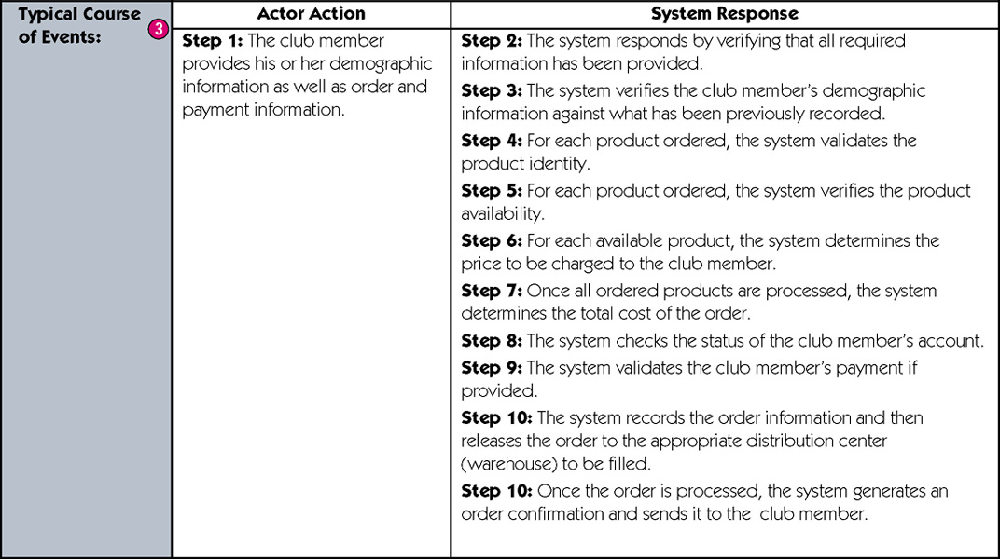 Typical Course
of Events:
3
Actor Action
System Response
Step 1: The club member
provides his or her demographic
information as well as order and
payment information.
Step 2: The system responds by verifying that all required
information has been provided.
Step 3: The system verifies the club member's demographic
information against what has been previously recorded.
Step 4: For each product ordered, the system validates the
product identity.
Step 5: For each product ordered, the system verifies the product
availability.
Step 6: For each available product, the system determines the
price to be charged to the club member.
Step 7: Once all ordered products are processed, the system
determines the total cost of the order.
Step 8: The system checks the status of the club member's account.
Step 9: The system validates the club member's payment if
provided.
Step 10: The system records the order information and then
releases the order to the appropriate distribution center
(warehouse) to be filled.
Step 10: Once the order is processed, the system generates an
order confirmation and sends it to the club member.